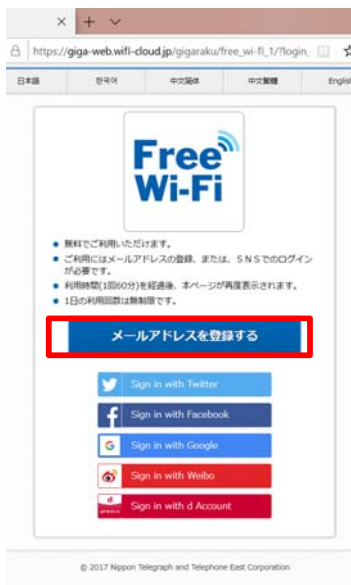 https://giga-web.wifi-cloud.jp/gigaraku/free_wi-fi_1/?login
日本語 한국어 中文简体 中文繁體 English
Free
Wi-Fi
無料でご利用いただけます。
ご利用にはメールアドレスの登録、または、SNSでのログイン
が必要です。
利用時間(1回60分)を経過後、本ページが再度表示されます。
1日の利用回数は無制限です。
メールアドレスを登録する
Sign in with Twitter
Sign in with Facebook
G Sign in with Google
Sign in with Weibo
d Sign in with d Account
© 2017 Nippon Telegraph and Telephone East Corporation